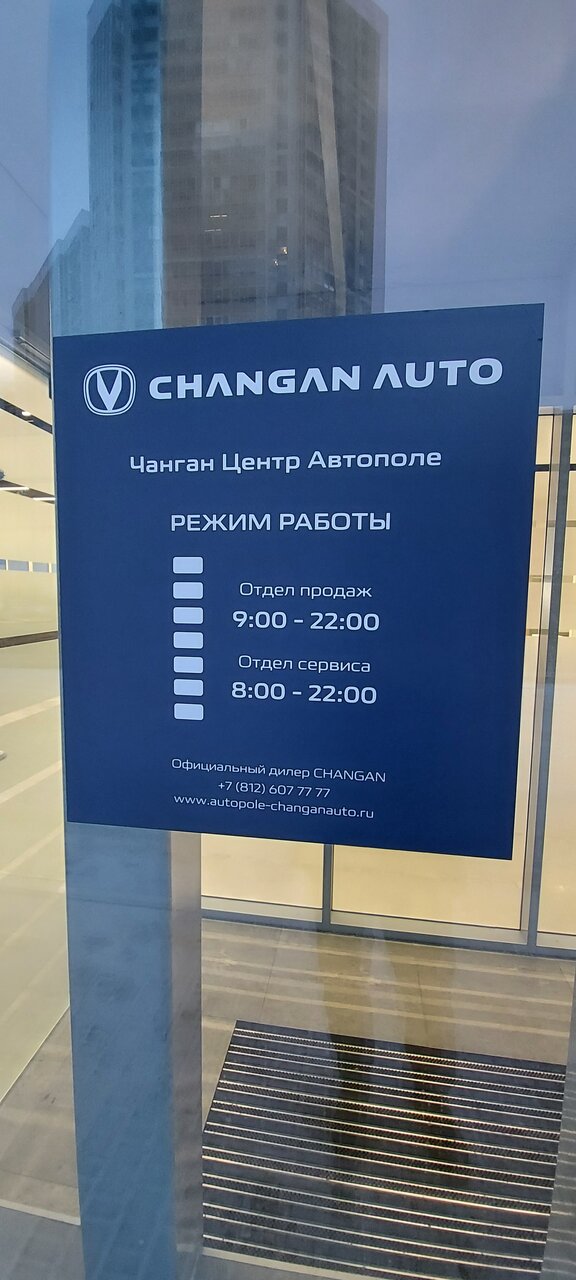 CHANGAN AUTO
Чанган Центр Автополе
РЕЖИМ РАБОТЫ
Отдел продаж
9:00 - 22:00
Отдел сервиса
8:00 - 22:00
Официальный дилер CHANGAN
+7 (812) 607 77 77
www.autopole-changanauto.ru